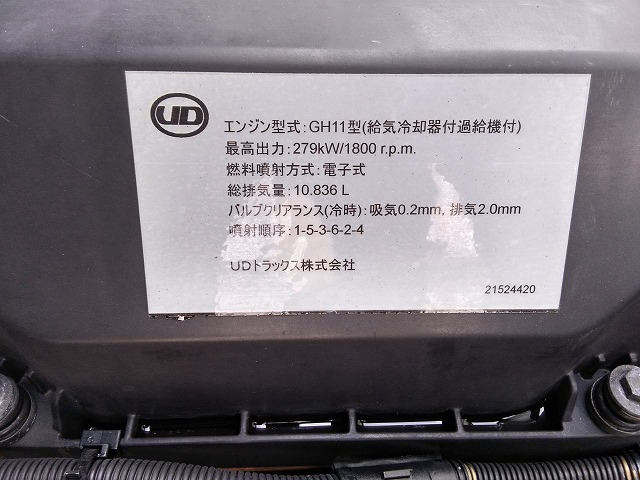 UD
エンジン型式:GH11型(給気冷却器付過給機付)
最高出力:279kW/1800 r.p.m.
燃料噴射方式:電子式
総排気量:10.836 L
バルブクリアランス(冷時):吸気0.2mm, 排気2.0mm
噴射順序:1-5-3-6-2-4
UDトラックス株式会社
21524420